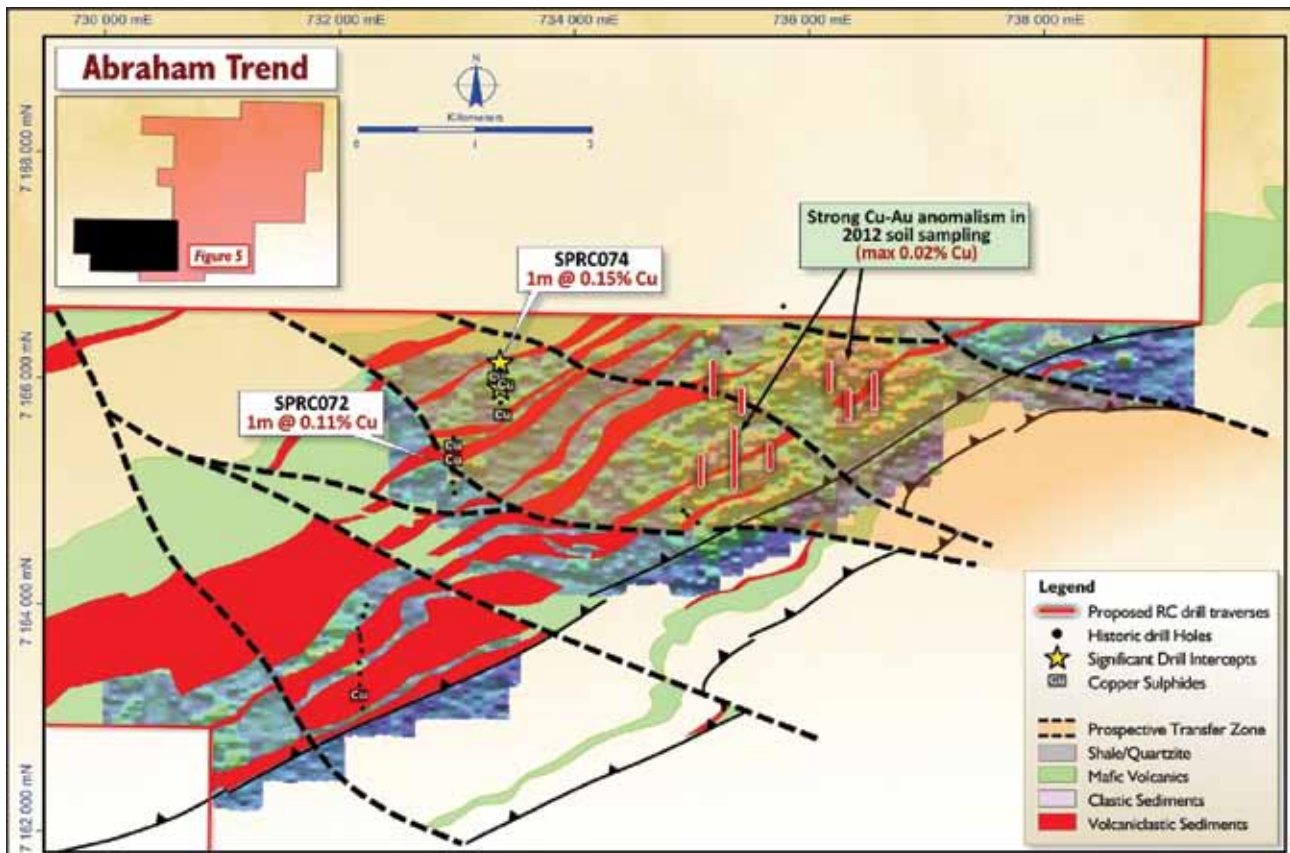 730 000 mE
732 000 mE
734 000 mE
736 000 mE
738 000 mE
Abraham Trend
Figure 5
N
Kilometers
0
1
2
7 168 000 mN
7 166 000 mN
7 164 000 mN
7 162 000 mN
Strong Cu-Au anomalism in
2012 soil sampling
(max 0.02% Cu)
SPRC074
1m @ 0.15% Cu
Cu
Cu
Cu
SPRC072
1m @ 0.11% Cu
Cu
Cu
Cu
Legend
Proposed RC drill traverses
Historic drill Holes
Significant Drill Intercepts
Cu
Copper Sulphides
Prospective Transfer Zone
Shale/Quartzite
Mafic Volcanics
Clastic Sediments
Volcaniclastic Sediments